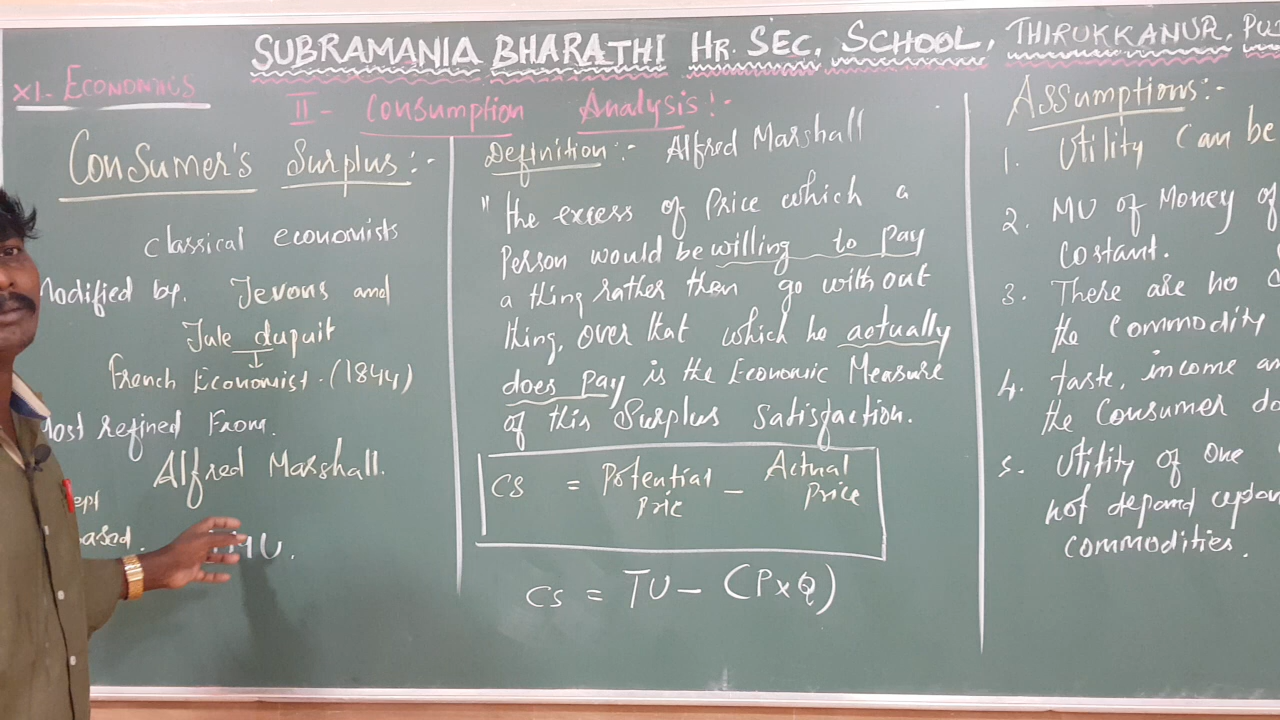 SUBRAMANIA BHARATHI HR. SEC. SCHOOL, THIRUKKANUR,
XI - ECONOMICS
II - Consumption Analysis:-
Consumer's Surplus:-
classical economists
Modified by. Jevons and
Jule dupuit
French Economist. (1844)
Most refined From.
Alfred Marshall.
MU.
Definition:- Alfred Marshall
"the excess of Price which a
Person would be willing to pay
a thing rather than go without
thing, over that which he actually
does pay is the Economic Measure
of this Surplus Satisfaction.
CS = Potential Pric - Actual Price
CS = TU - (P×Q)
Assumptions:-
1. Utility Can be
2. MU of Money of
Costant.
3. There are no
the Commodity
4. taste, income
the Consumer
5. Utility of One
not depand upon
commodities.